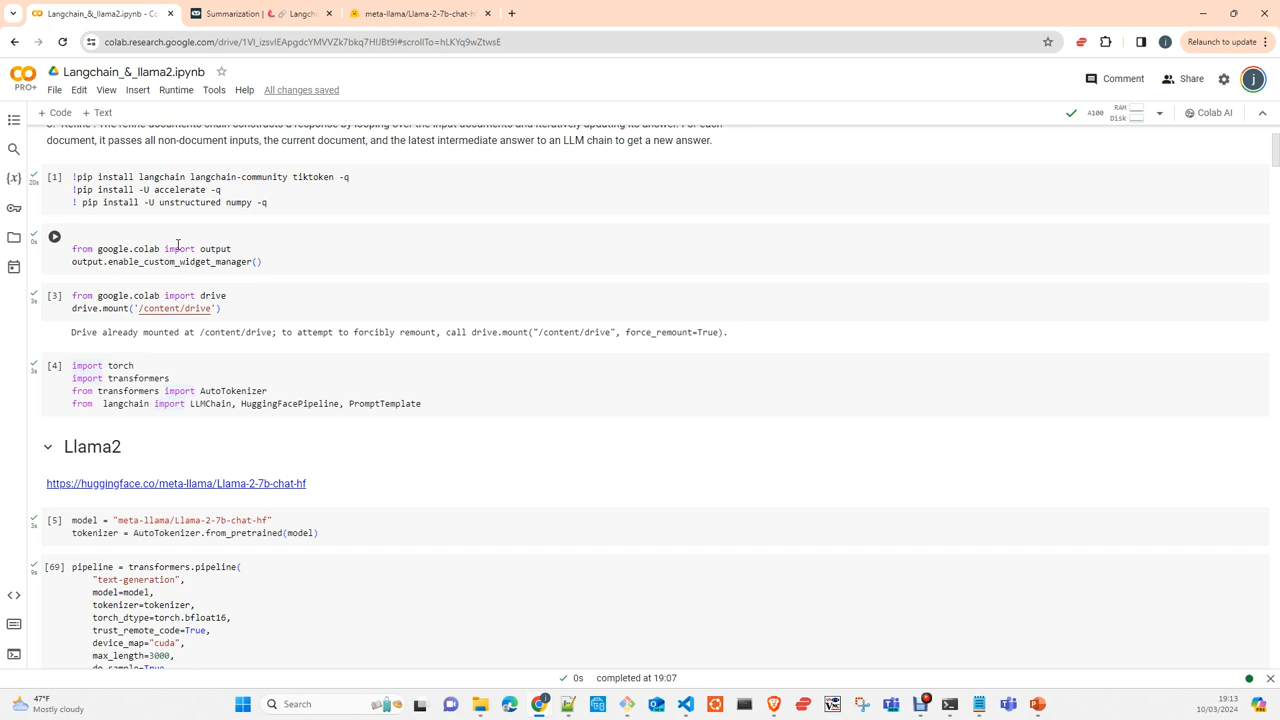 Langchain_&_llama2.ipynb - Co
Summarization | 🦜️🔗 Langch
meta-llama/Llama-2-7b-chat-h
colab.research.google.com/drive/1Vl_izsvlEApgdcYMVVZk7bkq7HlJBt9I#scrollTo=hLKYq9wZtwsE
Relaunch to update
Langchain_&_llama2.ipynb
PRO+
File Edit View Insert Runtime Tools Help All changes saved
Comment Share
+ Code + Text
A100 RAM Disk Colab AI
document, it passes all non-document inputs, the current document, and the latest intermediate answer to an LLM chain to get a new answer.
[1] !pip install langchain langchain-community tiktoken -q
20s
!pip install -U accelerate -q
! pip install -U unstructured numpy -q
0s
from google.colab import output
output.enable_custom_widget_manager()
[3] from google.colab import drive
3s
drive.mount('/content/drive')
Drive already mounted at /content/drive; to attempt to forcibly remount, call drive.mount("/content/drive", force_remount=True).
[4] import torch
3s
import transformers
from transformers import AutoTokenizer
from  langchain import LLMChain, HuggingFacePipeline, PromptTemplate
Llama2
https://huggingface.co/meta-llama/Llama-2-7b-chat-hf
[5] model = "meta-llama/Llama-2-7b-chat-hf"
3s
tokenizer = AutoTokenizer.from_pretrained(model)
[69] pipeline = transformers.pipeline(
9s
"text-generation",
model=model,
tokenizer=tokenizer,
torch_dtype=torch.bfloat16,
trust_remote_code=True,
device_map="cuda",
max_length=3000,
do_sample=True
0s completed at 19:07
47°F
Mostly cloudy
Search
19:13
10/03/2024